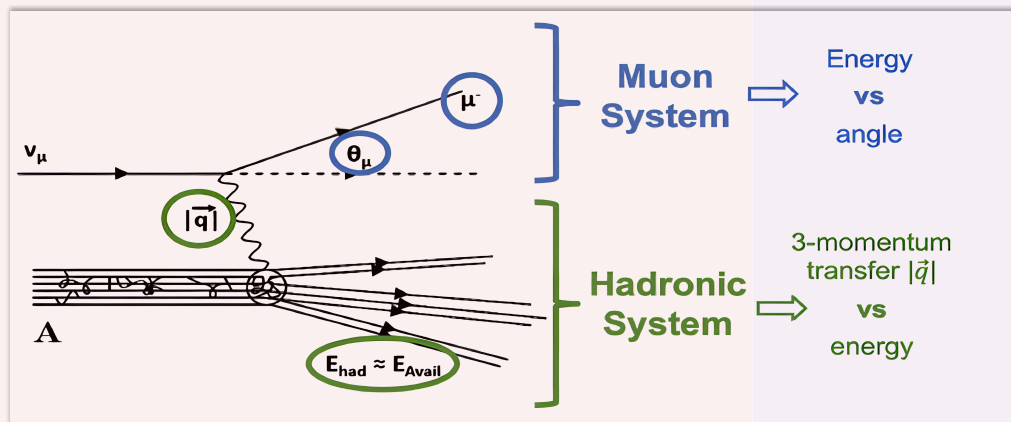 ν_μ
μ⁻
θ_μ
|q⃗|
A
E_had ≈ E_Avail
Muon
System
Energy
vs
angle
Hadronic
System
3-momentum
transfer |q⃗|
vs
energy